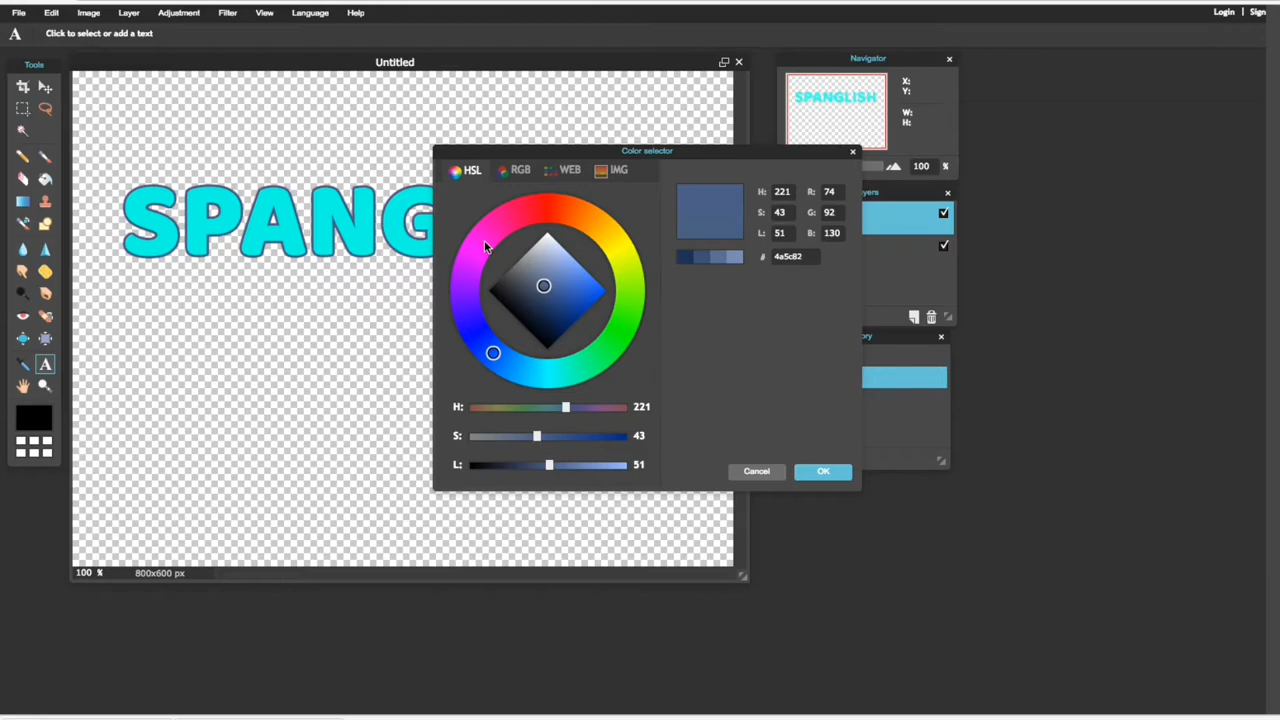 File Edit Image Layer Adjustment Filter View Language Help Login | Sign
A Click to select or add a text
Tools
Untitled
Navigator
SPANGLISH
X:
Y:
W:
H:
100 %
SPANG
Color selector
HSL RGB WEB IMG
H: 221 R: 74
S: 43 G: 92
L: 51 B: 130
# 4a5c82
H: 221
S: 43
L: 51
Cancel OK
yers
ory
A
100 % 800x600 px